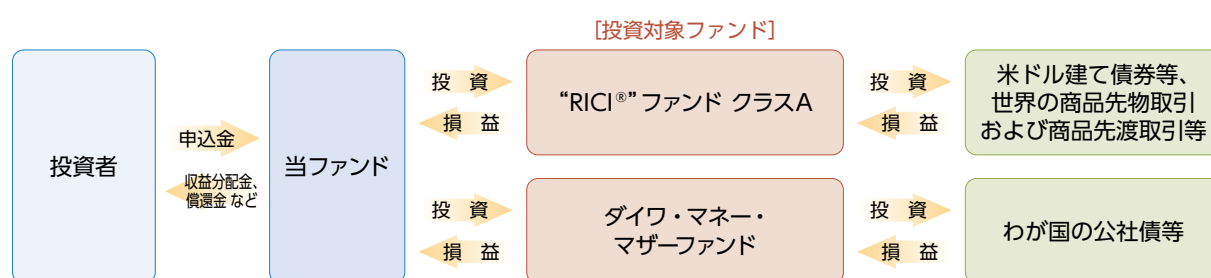 [投資対象ファンド]
投資者
申込金
収益分配金、
償還金 など
当ファンド
投 資
損 益
“RICI®”ファンド クラスA
投 資
損 益
米ドル建て債券等、
世界の商品先物取引
および商品先渡取引等
投 資
損 益
ダイワ・マネー・
マザーファンド
投 資
損 益
わが国の公社債等